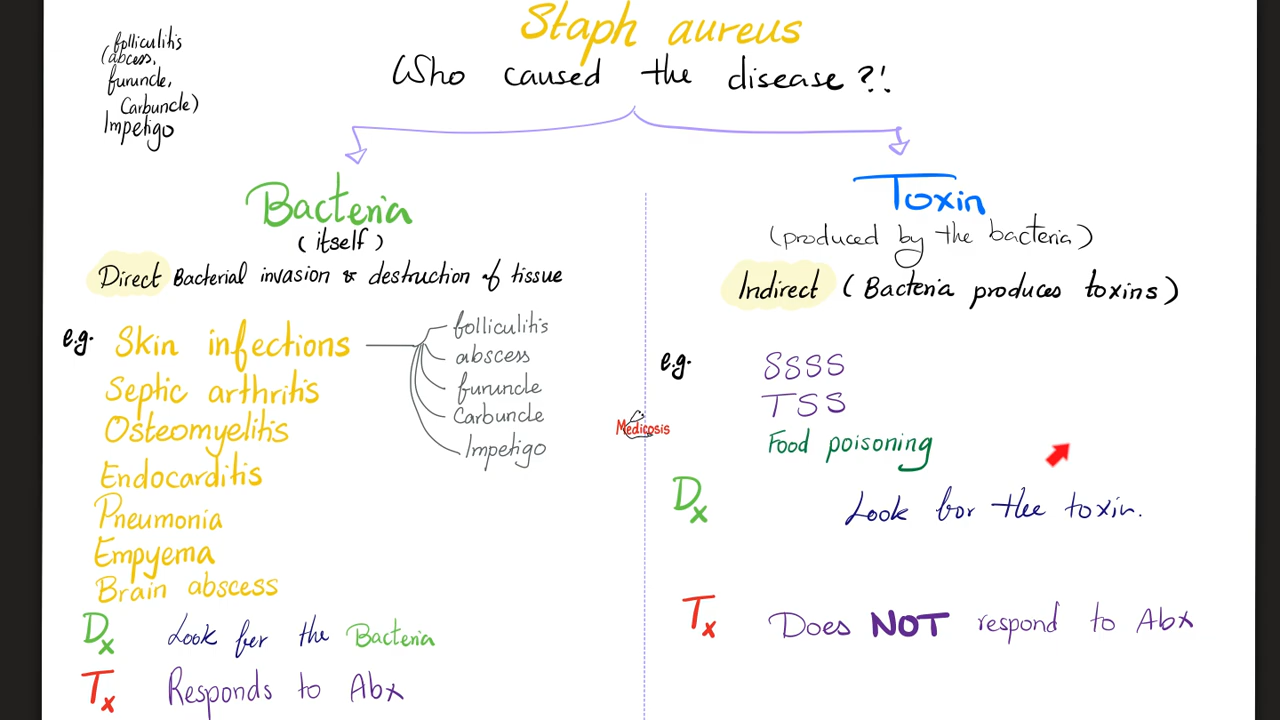 folliculitis
(abcess,
furuncle,
Carbuncle)
Impetigo
Staph aureus
Who caused the disease?!
Bacteria
(itself)
Direct Bacterial invasion & destruction of tissue
e.g. Skin infections
folliculitis
abscess
furuncle
Carbuncle
Impetigo
Septic arthritis
Osteomyelitis
Endocarditis
Pneumonia
Empyema
Brain abscess
Dx Look for the Bacteria
Tx Responds to Abx
Medicosis
Toxin
(produced by the bacteria)
Indirect (Bacteria produces toxins)
e.g. SSSS
TSS
Food poisoning
Dx Look for the toxin.
Tx Does NOT respond to Abx